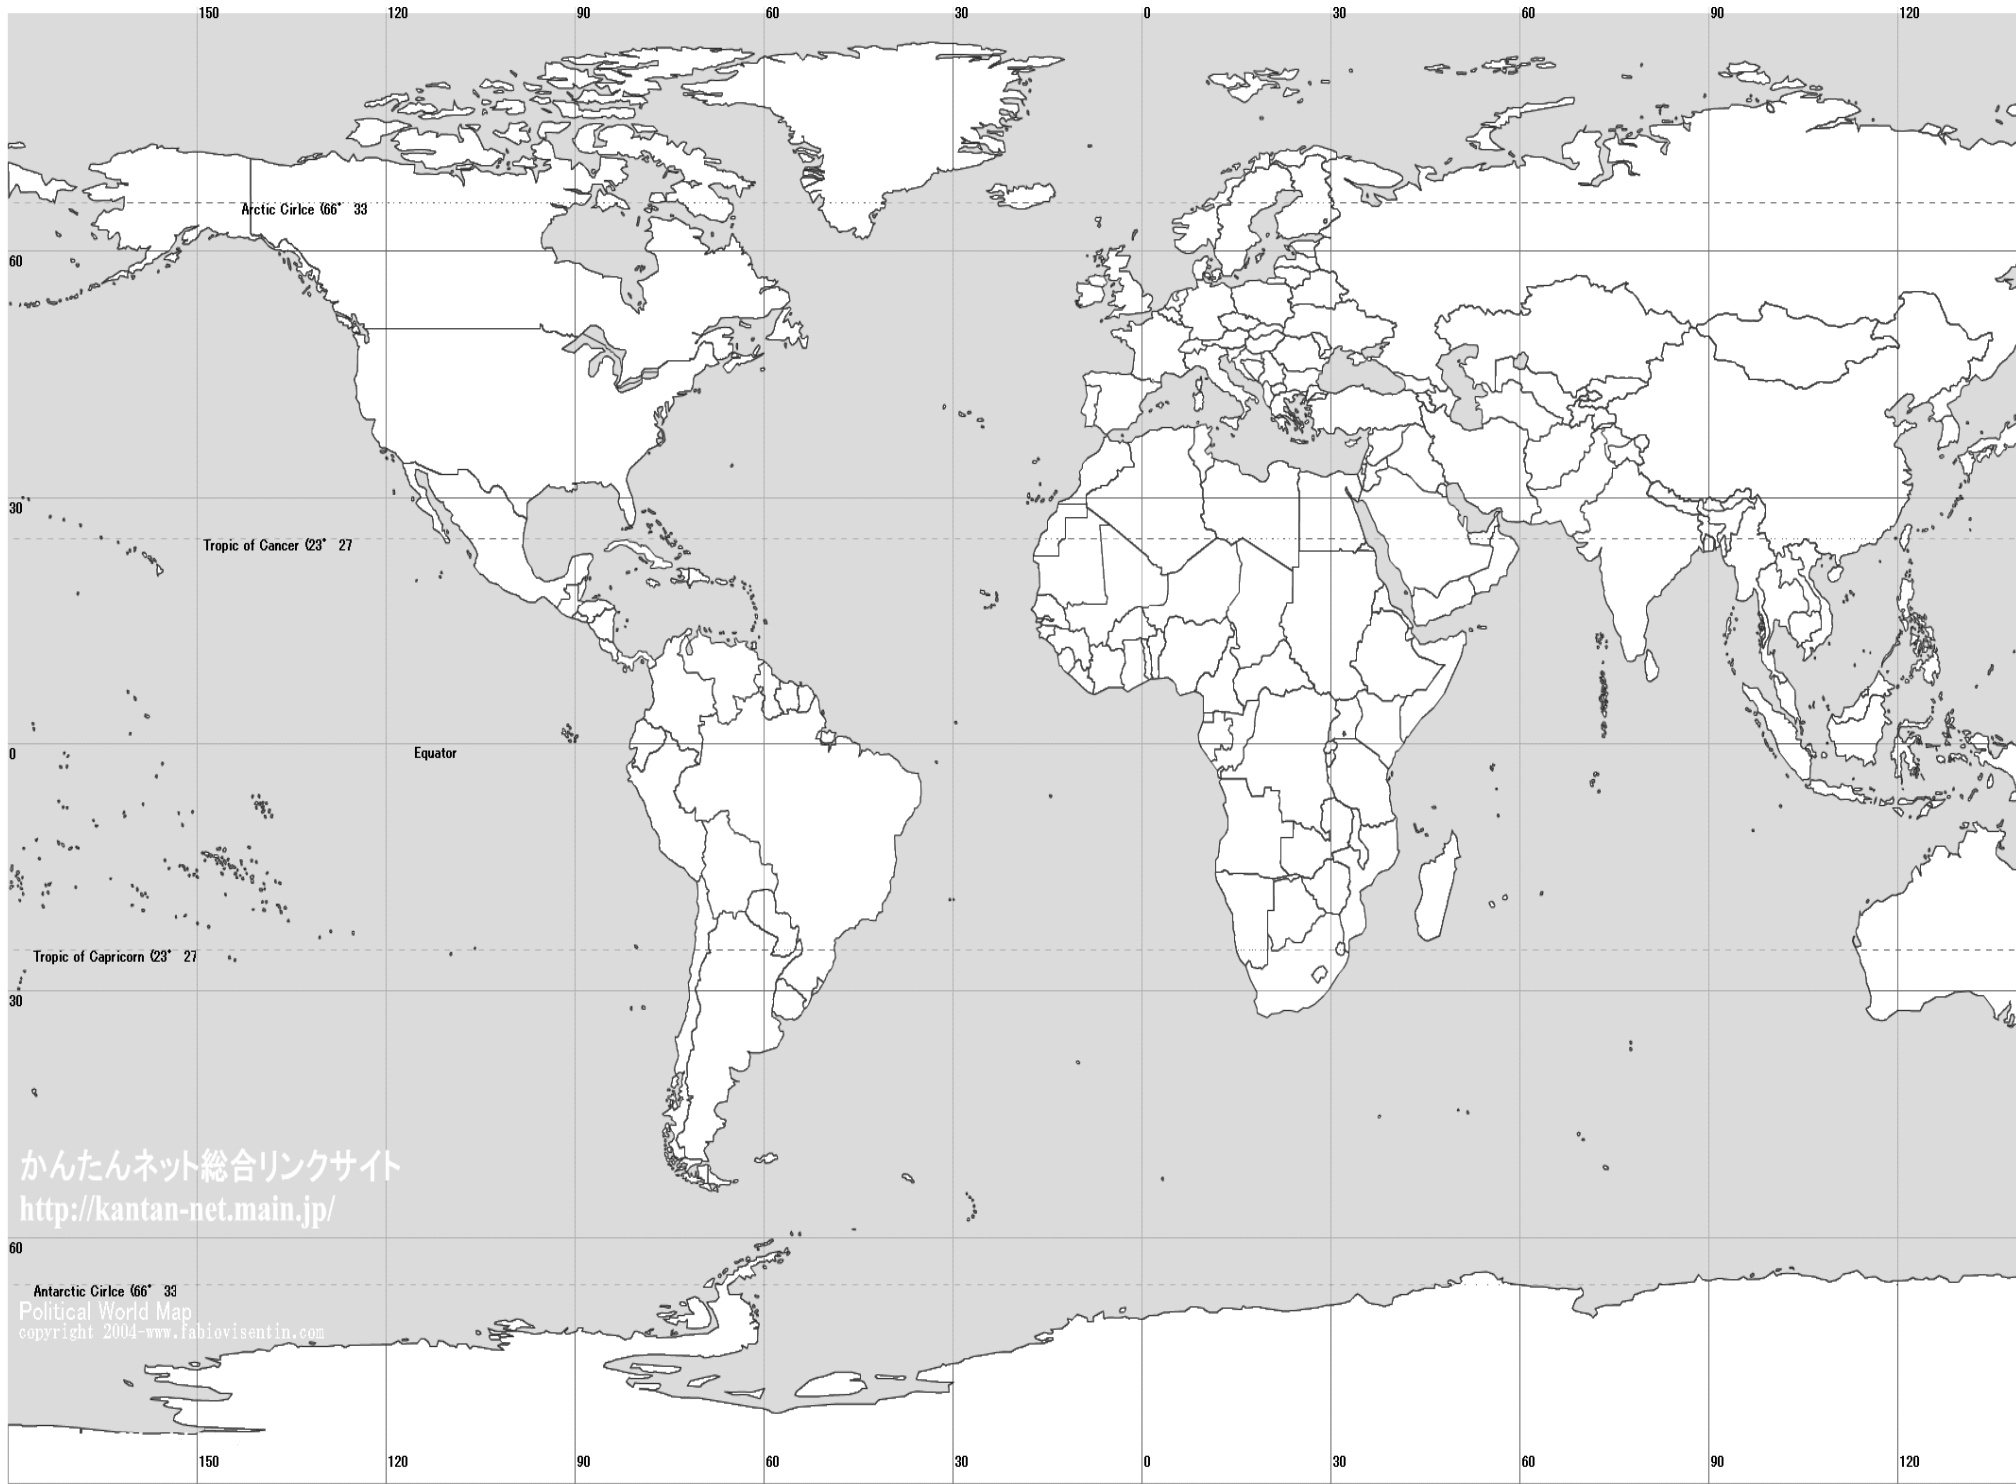 150 120 90 60 30 0 30 60 90 120
Arctic Cirlce (66° 33
60
30
Tropic of Cancer (23° 27
0
Equator
Tropic of Capricorn (23° 27
30
かんたんネット総合リンクサイト
http://kantan-net.main.jp/
60
Antarctic Cirlce (66° 33
Political World Map
copyright 2004-www.fabiovisentin.com
150 120 90 60 30 0 30 60 90 120